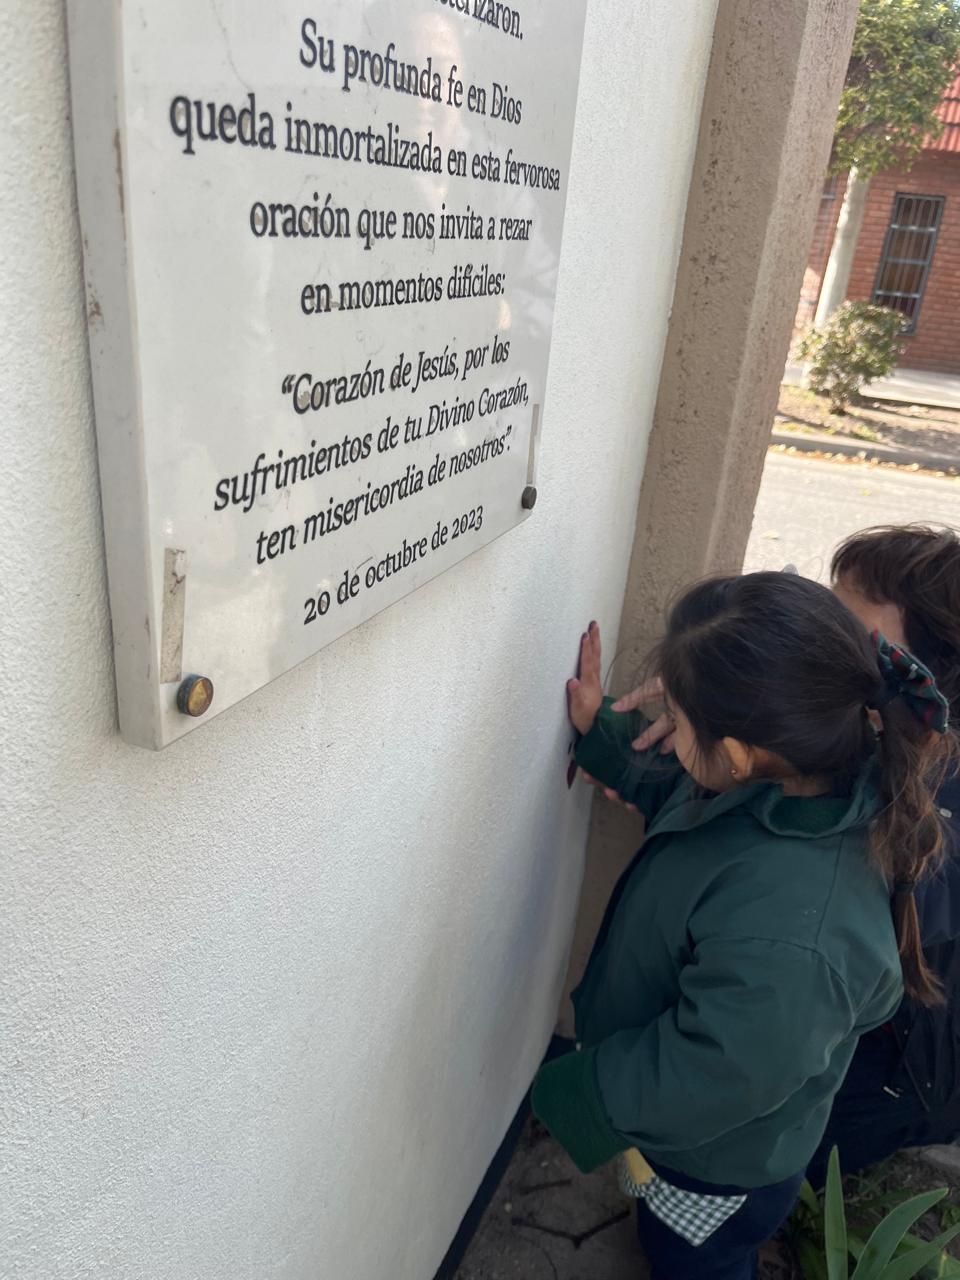 Su profunda fe en Dios
queda inmortalizada en esta fervorosa
oración que nos invita a rezar
en momentos difíciles:
“Corazón de Jesús, por los
sufrimientos de tu Divino Corazón,
ten misericordia de nosotros”.
20 de octubre de 2023